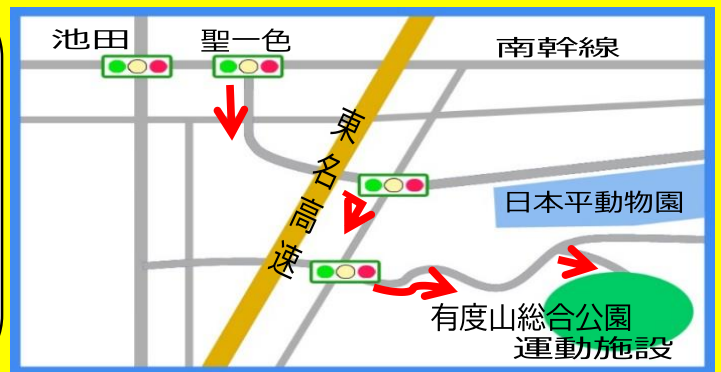 池田
聖一色
南幹線
東名高速
日本平動物園
有度山総合公園
運動施設